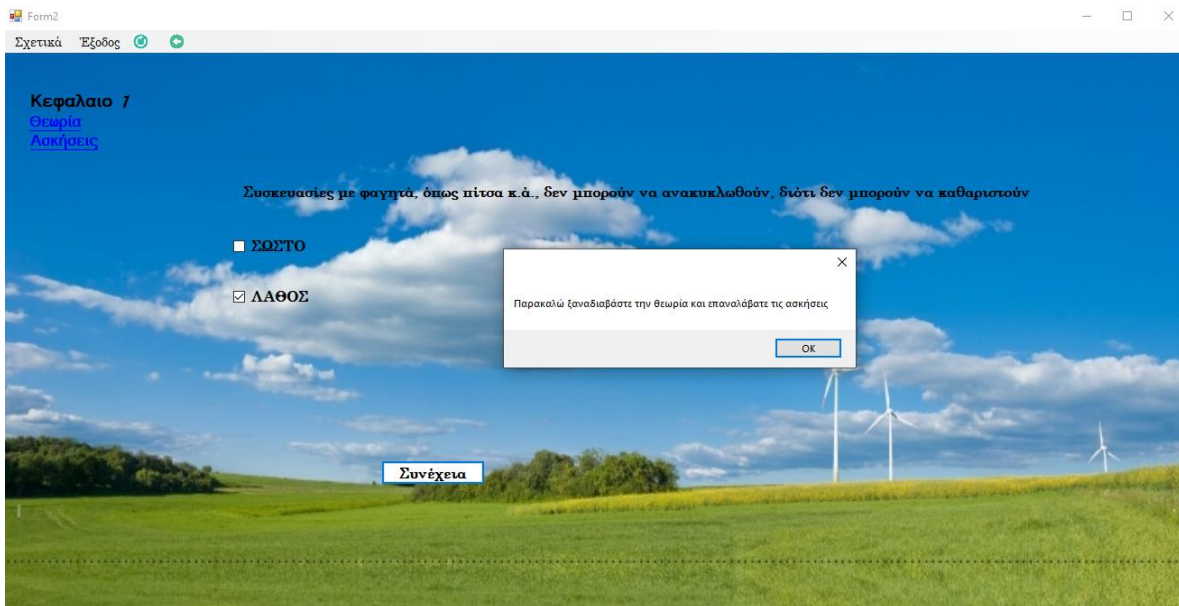 Form2
Σχετικά Έξοδος
Κεφαλαιο 1
Θεωρία
Ασκήσεις
Συσκευασίες με φαγητά, όπως πίτσα κ.ά., δεν μπορούν να ανακυκλωθούν, διότι δεν μπορούν να καθαριστούν
ΣΩΣΤΟ
ΛΑΘΟΣ
Παρακαλώ ξαναδιαβάστε την θεωρία και επαναλάβατε τις ασκήσεις
OK
Συνέχεια